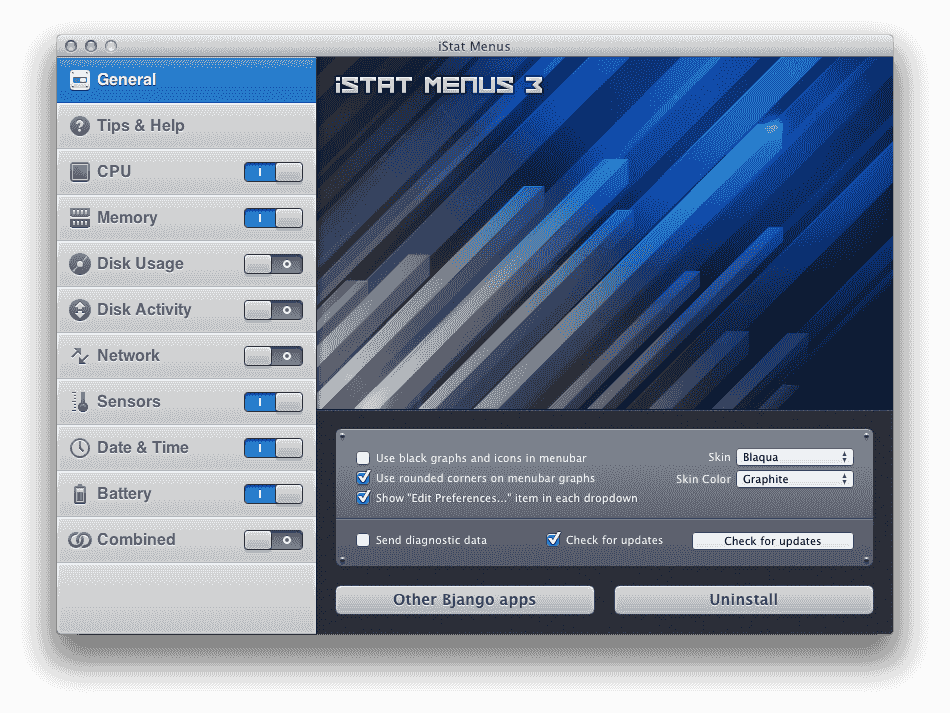 iStat Menus
General
Tips & Help
CPU
Memory
Disk Usage
Disk Activity
Network
Sensors
Date & Time
Battery
Combined
iSTAT MENUS 3
Use black graphs and icons in menubar
Skin Blaqua
Use rounded corners on menubar graphs
Skin Color Graphite
Show "Edit Preferences..." item in each dropdown
Send diagnostic data
Check for updates
Check for updates
Other Bjango apps
Uninstall